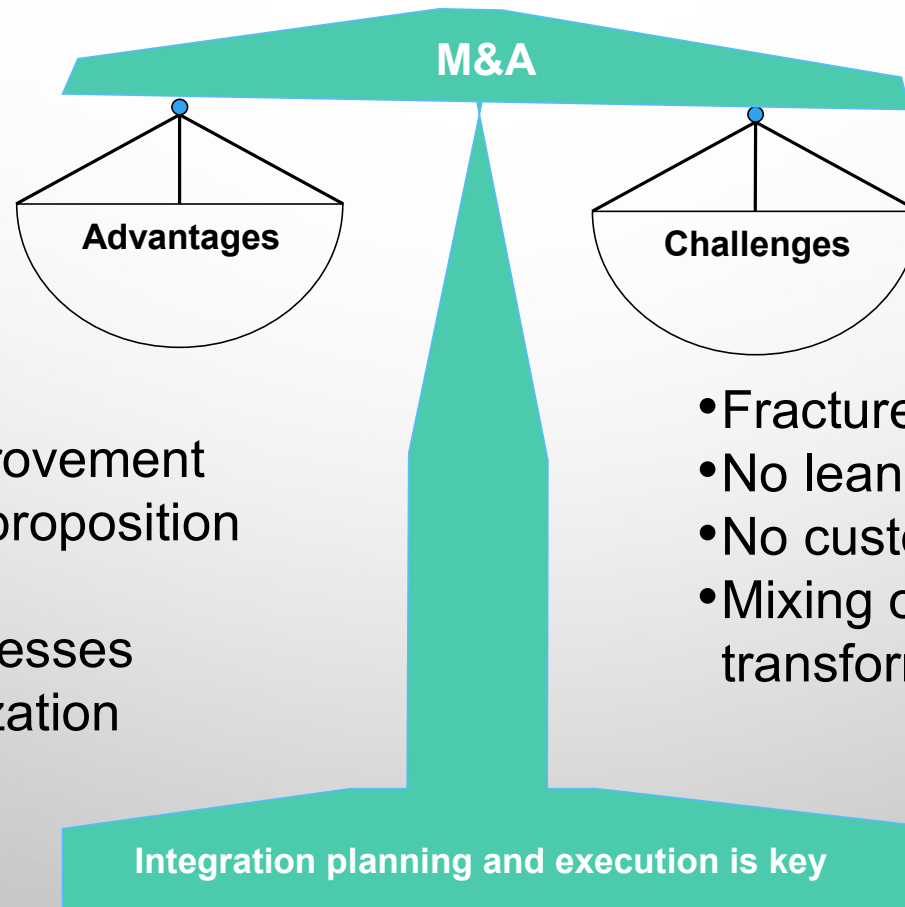 M&A
Advantages
Challenges
rovement
proposition
esses
zation
•Fracture
•No lean
•No custo
•Mixing o
transforr
Integration planning and execution is key